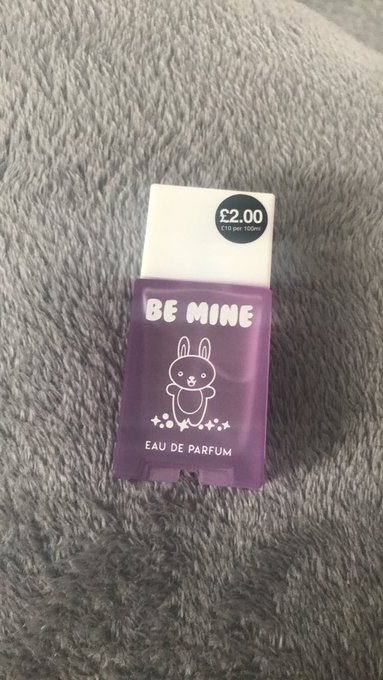 £2.00
£10 per 100ml
BE MINE
EAU DE PARFUM